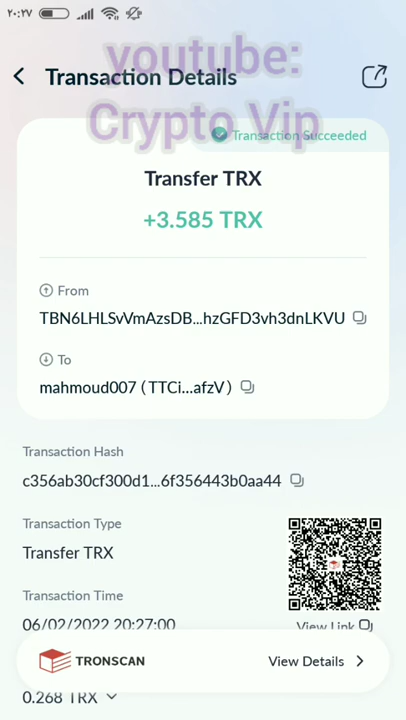 ٢٠:٢٧
youtube:
Transaction Details
Crypto Vip
Transaction Succeeded
Transfer TRX
+3.585 TRX
From
TBN6LHLSvVmAzsDB...hzGFD3vh3dnLKVU
To
mahmoud007 (TTCi...afzV)
Transaction Hash
c356ab30cf300d1...6f356443b0aa44
Transaction Type
Transfer TRX
Transaction Time
06/02/2022 20:27:00
View Link
TRONSCAN
View Details
0.268 TRX